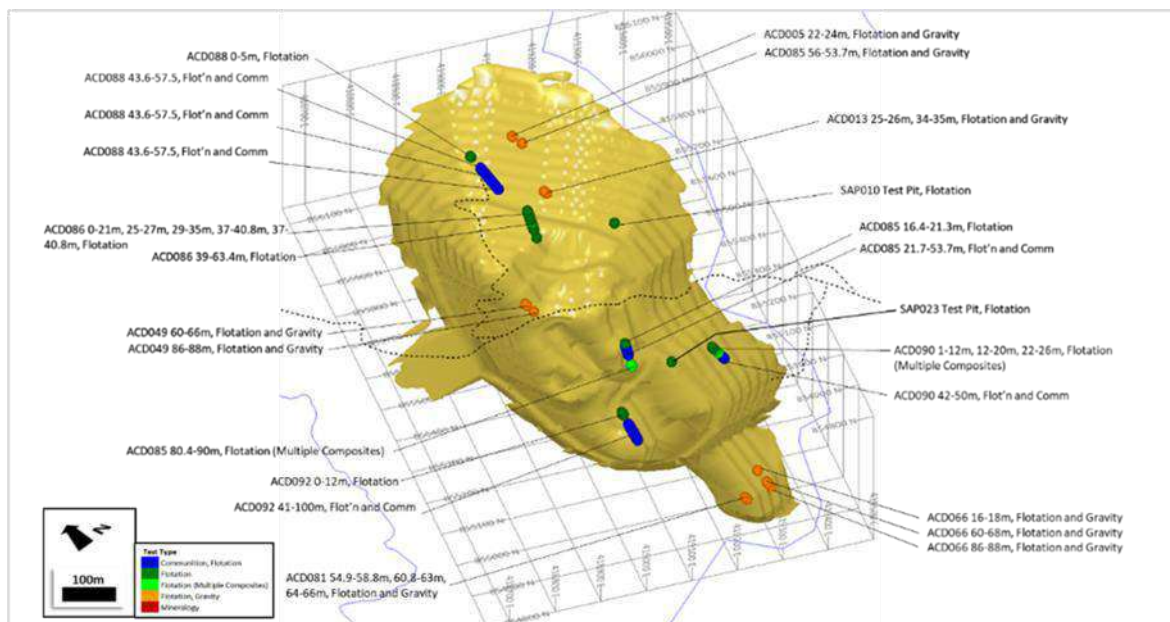 ACD005 22-24m, Flotation and Gravity
ACD085 56-53.7m, Flotation and Gravity
ACD088 0-5m, Flotation
ACD088 43.6-57.5, Flot'n and Comm
ACD088 43.6-57.5, Flot'n and Comm
ACD088 43.6-57.5, Flot'n and Comm
ACD013 25-26m, 34-35m, Flotation and Gravity
SAP010 Test Pit, Flotation
ACD085 16.4-21.3m, Flotation
ACD085 21.7-53.7m, Flot'n and Comm
ACD086 0-21m, 25-27m, 29-35m, 37-40.8m, 37-
40.8m, Flotation
ACD086 39-63.4m, Flotation
SAP023 Test Pit, Flotation
ACD049 60-66m, Flotation and Gravity
ACD049 86-88m, Flotation and Gravity
ACD090 1-12m, 12-20m, 22-26m, Flotation
(Multiple Composites)
ACD090 42-50m, Flot'n and Comm
ACD085 80.4-90m, Flotation (Multiple Composites)
ACD092 0-12m, Flotation
ACD092 41-100m, Flot'n and Comm
ACD066 16-18m, Flotation and Gravity
ACD066 60-68m, Flotation and Gravity
ACD066 86-88m, Flotation and Gravity
ACD081 54.9-58.8m, 60.8-63m,
64-66m, Flotation and Gravity
N
100m
Test Type
Communition, Flotation
Flotation
Flotation (Multiple Composites)
Flotation, Gravity
Mineralogy